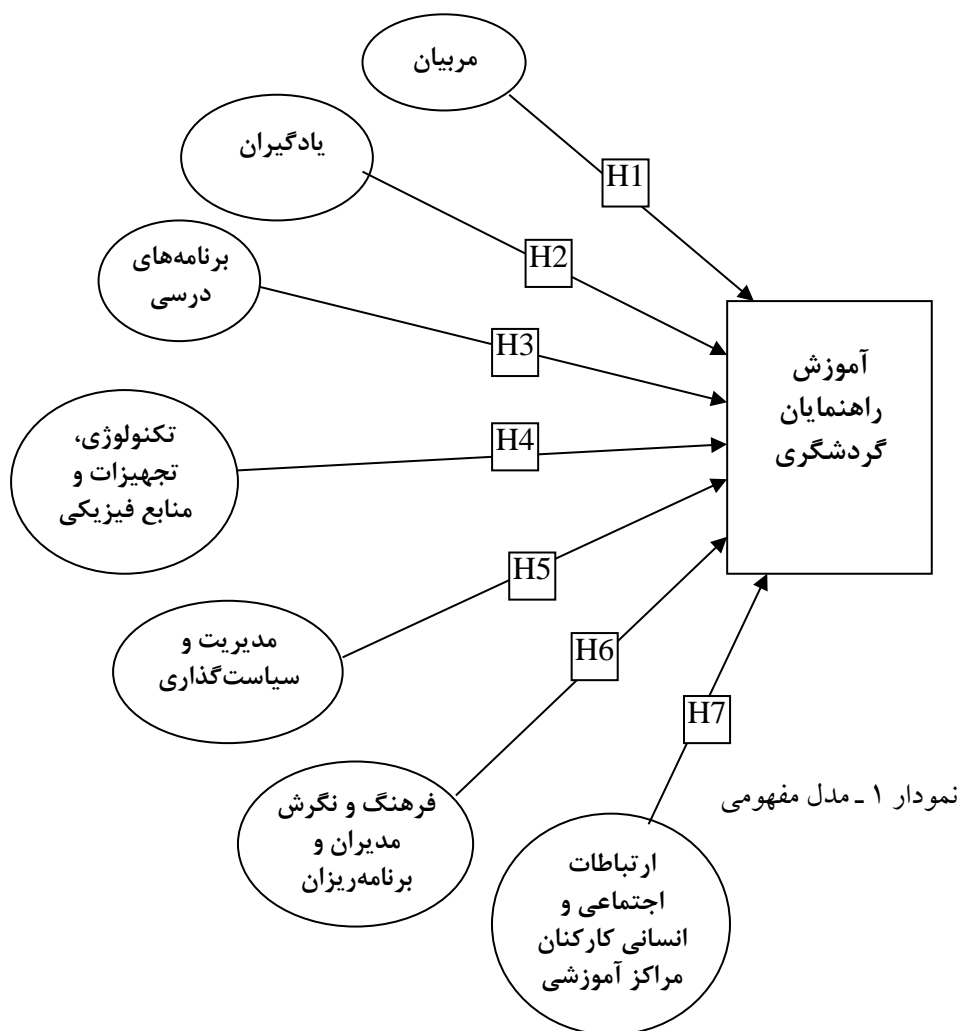 مربیان
H1
یادگیران
H2
برنامه‌های
درسی
H3
تکنولوژی،
تجهیزات و
منابع فیزیکی
H4
مدیریت و
سیاست‌گذاری
H5
فرهنگ و نگرش
مدیران و
برنامه‌ریزان
H6
ارتباطات
اجتماعی و
انسانی کارکنان
مراکز آموزشی
H7
آموزش
راهنمایان
گردشگری
نمودار ۱ ـ مدل مفهومی